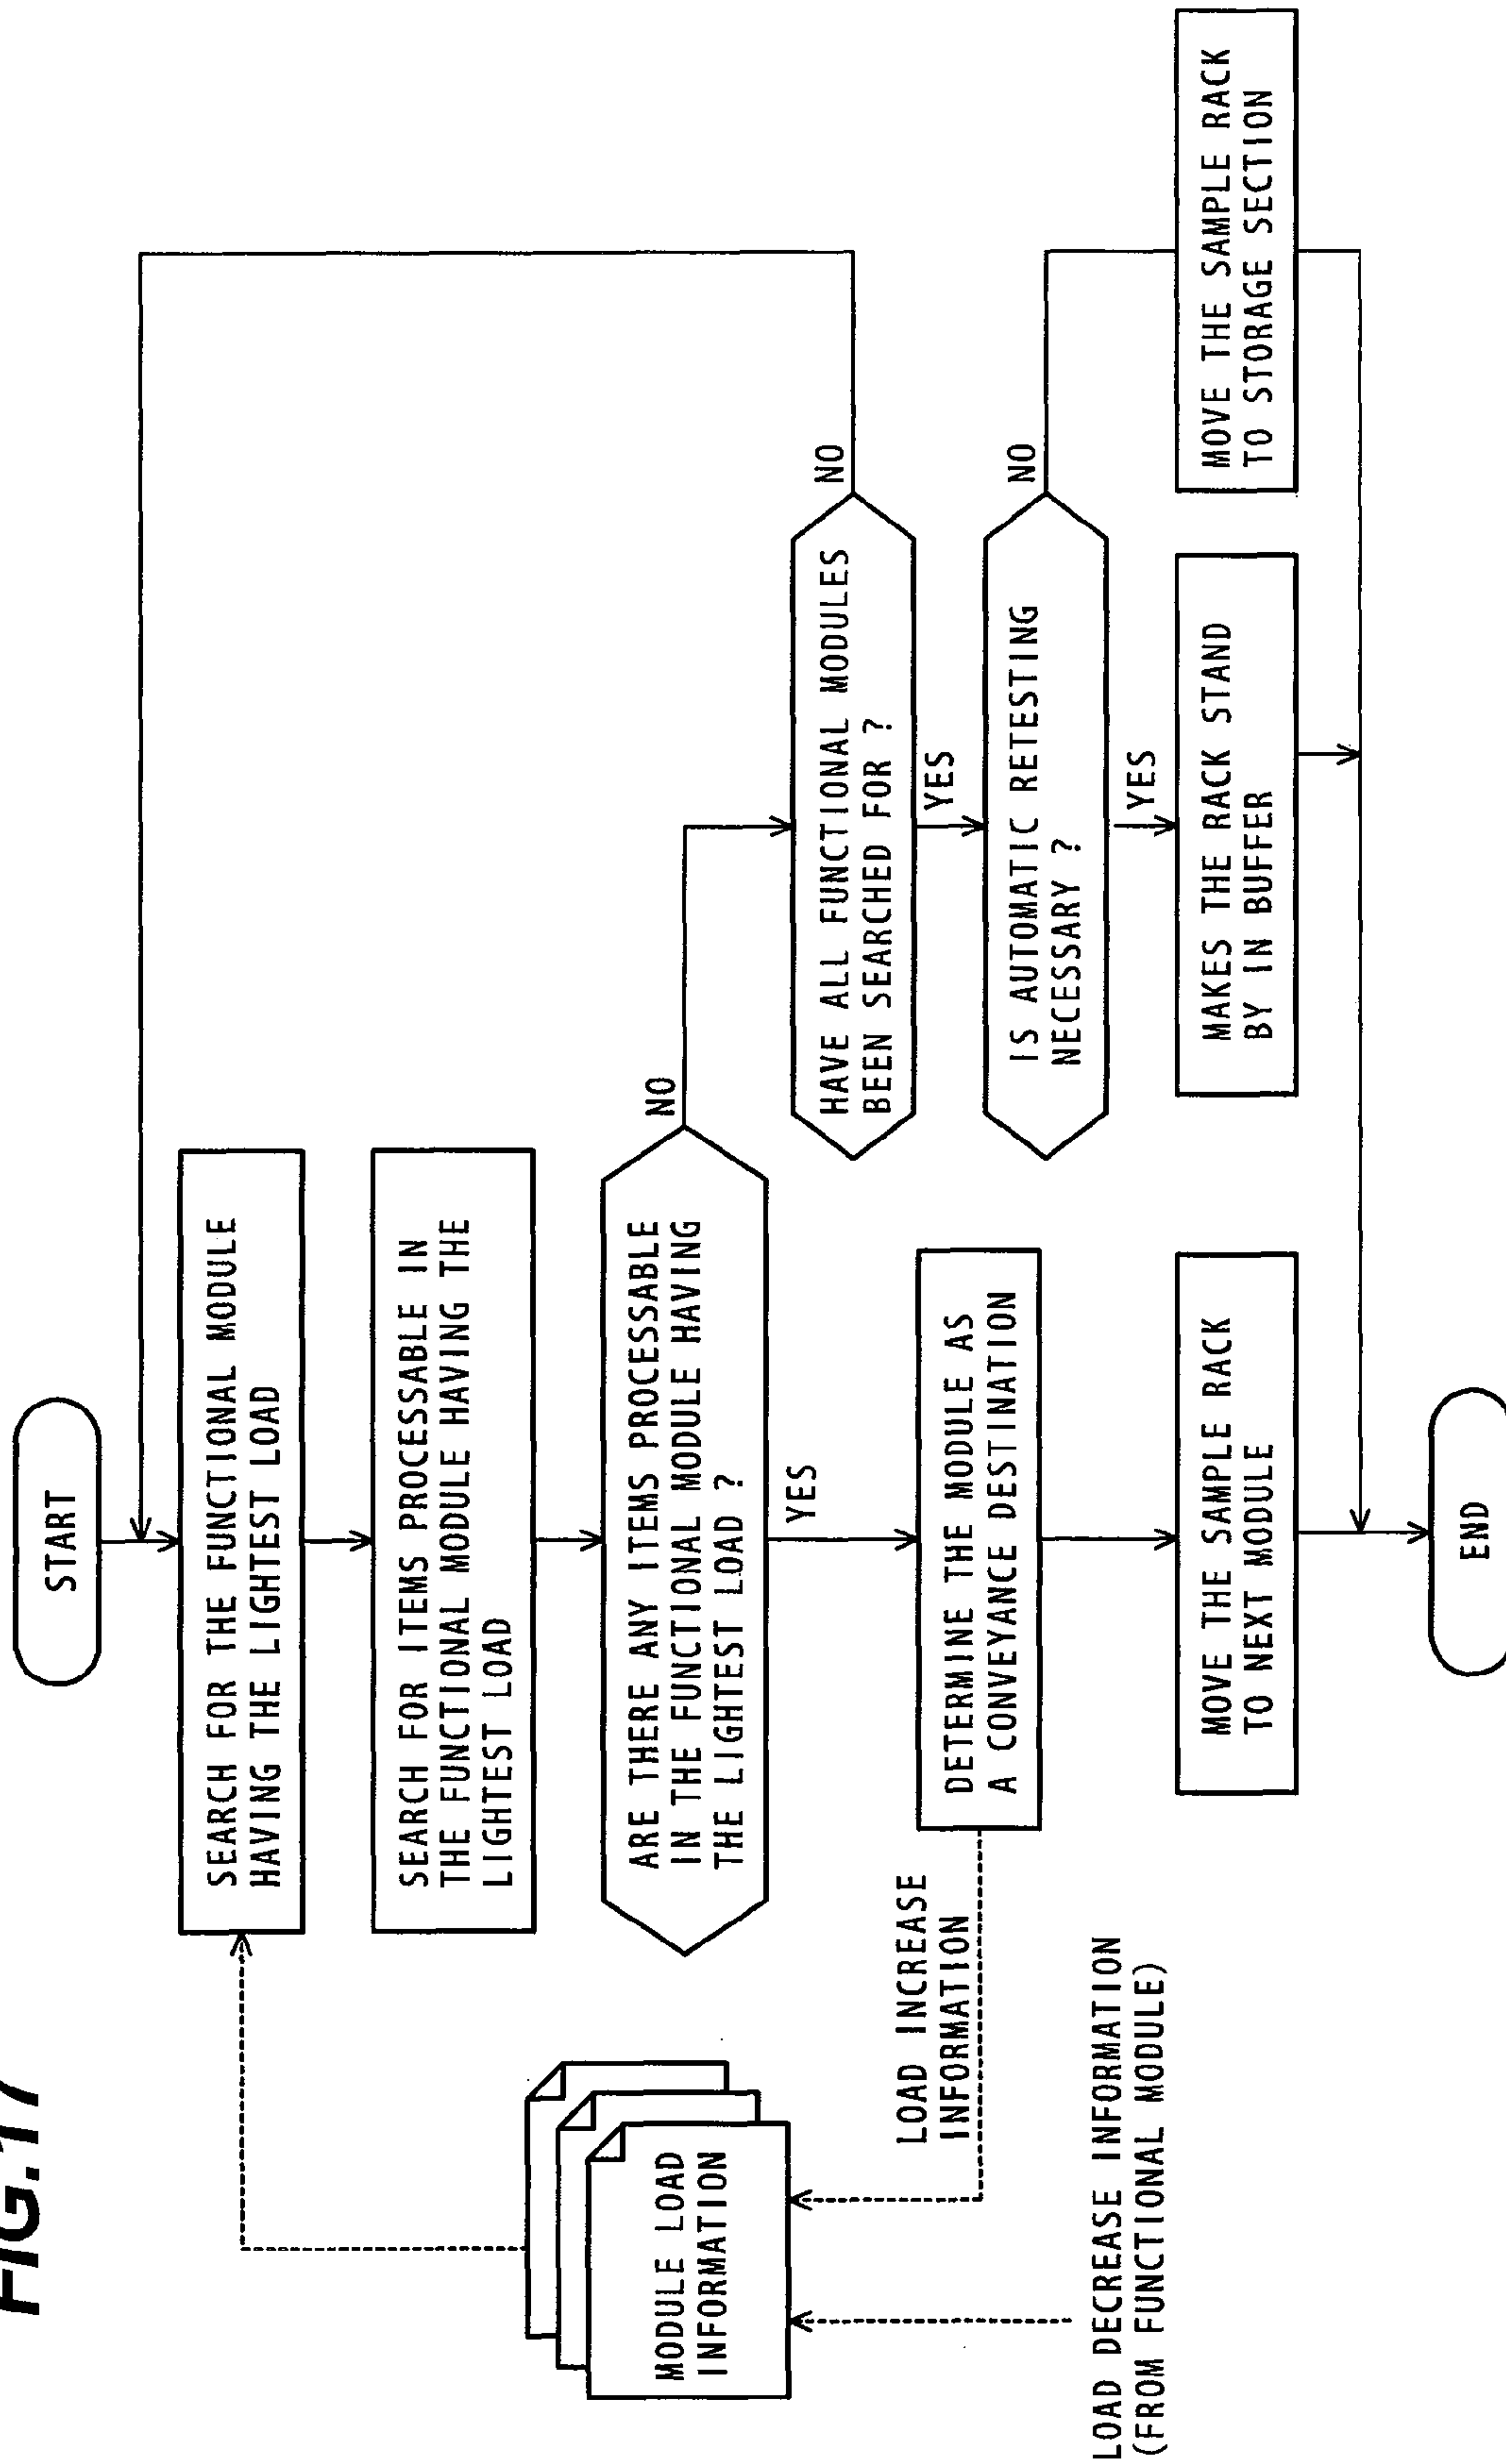 FIG.17
START
SEARCH FOR THE FUNCTIONAL MODULE
HAVING THE LIGHTEST LOAD
SEARCH FOR ITEMS PROCESSABLE IN
THE FUNCTIONAL MODULE HAVING THE
LIGHTEST LOAD
ARE THERE ANY ITEMS PROCESSABLE
IN THE FUNCTIONAL MODULE HAVING
THE LIGHTEST LOAD ?
NO
YES
HAVE ALL FUNCTIONAL MODULES
BEEN SEARCHED FOR ?
NO
YES
IS AUTOMATIC RETESTING
NECESSARY ?
NO
YES
MODULE LOAD
INFORMATION
LOAD INCREASE
INFORMATION
LOAD DECREASE INFORMATION
(FROM FUNCTIONAL MODULE)
DETERMINE THE MODULE AS
A CONVEYANCE DESTINATION
MOVE THE SAMPLE RACK
TO NEXT MODULE
MAKES THE RACK STAND
BY IN BUFFER
MOVE THE SAMPLE RACK
TO STORAGE SECTION
END